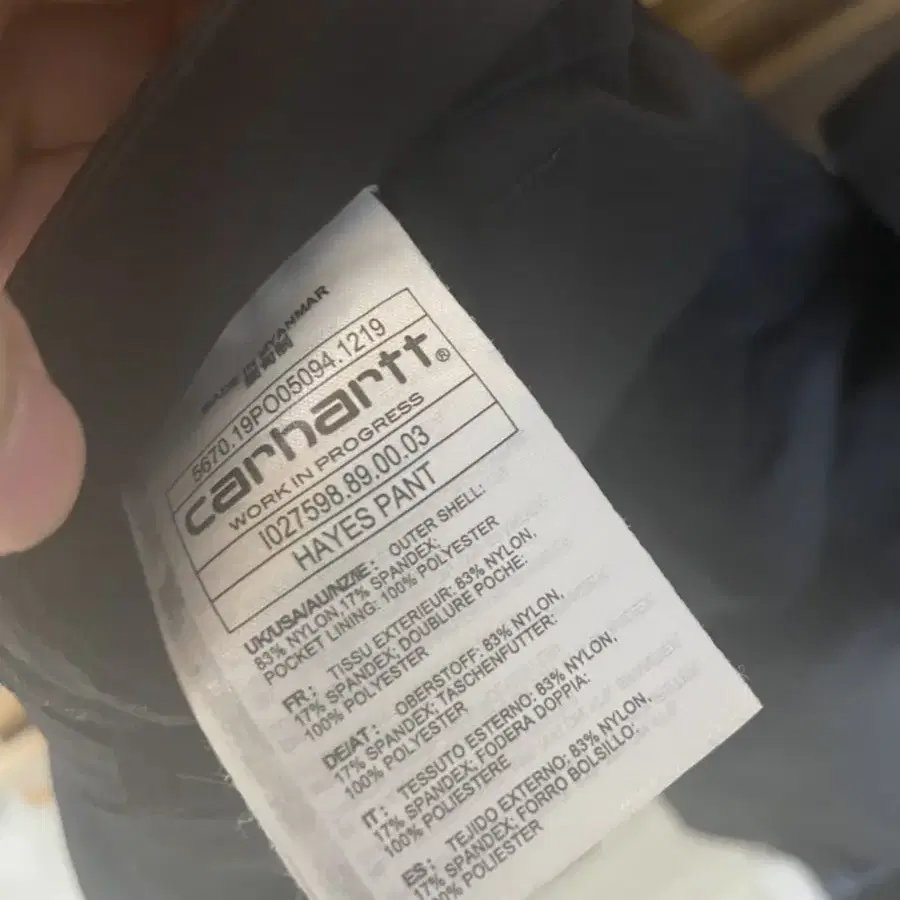 MADE IN MYANMAR
5670.19PO05094.1219
carhartt®
WORK IN PROGRESS
I027598.89.00.03
HAYES PANT
UK/USA/AU/NZ/IE: OUTER SHELL:
83% NYLON,17% SPANDEX;
POCKET LINING: 100% POLYESTER
FR: TISSU EXTERIEUR: 83% NYLON,
17% SPANDEX; DOUBLURE POCHE:
100% POLYESTER
DE/AT: OBERSTOFF: 83% NYLON,
17% SPANDEX; TASCHENFUTTER:
100% POLYESTER
IT: TESSUTO ESTERNO: 83% NYLON,
17% SPANDEX; FODERA DOPPIA:
100% POLIESTERE
ES: TEJIDO EXTERNO: 83% NYLON,
17% SPANDEX; FORRO BOLSILLO:
POLYESTER